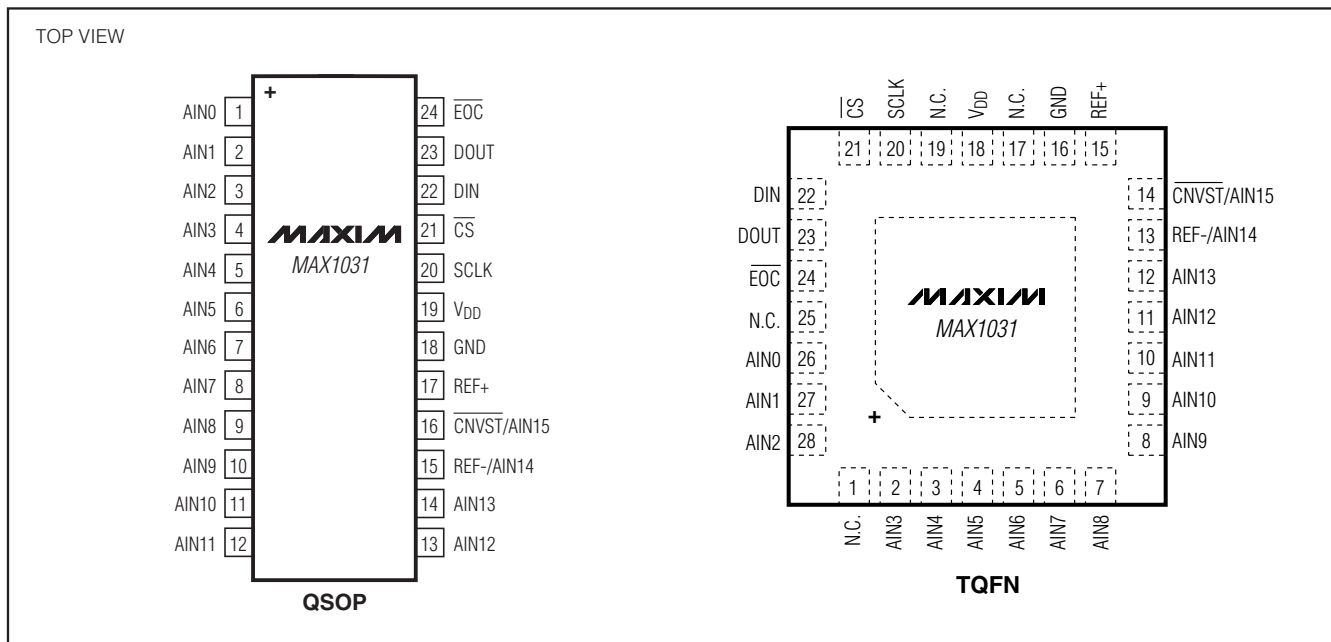 TOP VIEW
+
AIN0 1 24 EOC
AIN1 2 23 DOUT
AIN2 3 22 DIN
AIN3 4 MAXIM 21 CS
MAX1031
AIN4 5 20 SCLK
AIN5 6 19 VDD
AIN6 7 18 GND
AIN7 8 17 REF+
AIN8 9 16 CNVST/AIN15
AIN9 10 15 REF-/AIN14
AIN10 11 14 AIN13
AIN11 12 13 AIN12
QSOP
CS SCLK N.C. VDD N.C. GND REF+
21 20 19 18 17 16 15
DIN 22 14 CNVST/AIN15
DOUT 23 13 REF-/AIN14
EOC 24 12 AIN13
MAXIM
N.C. 25 11 AIN12
MAX1031
AIN0 26 10 AIN11
AIN1 27 9 AIN10
+
AIN2 28 8 AIN9
1 2 3 4 5 6 7
N.C. AIN3 AIN4 AIN5 AIN6 AIN7 AIN8
TQFN